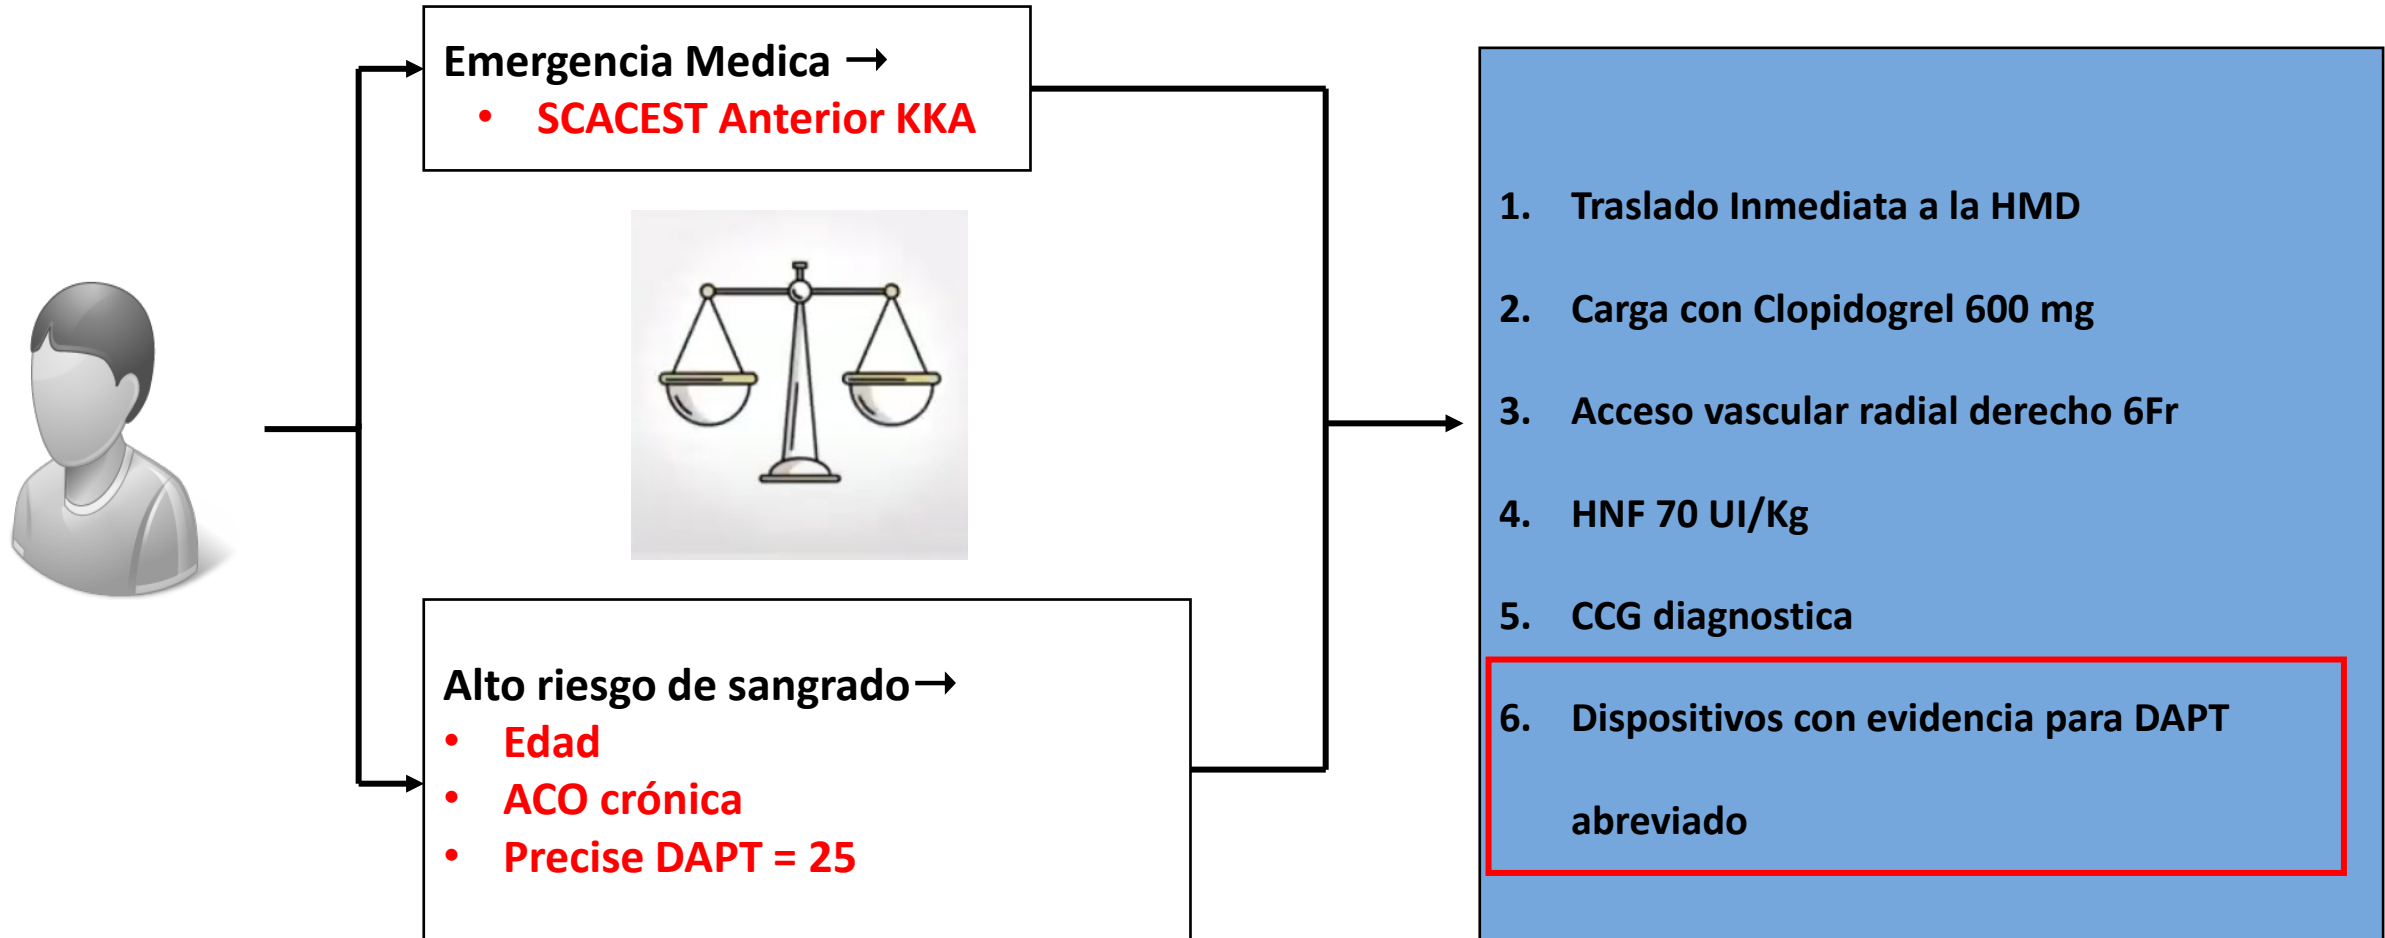 Emergencia Medica →
• SCACEST Anterior KKA
Alto riesgo de sangrado→
• Edad
• ACO crónica
• Precise DAPT = 25
1. Traslado Inmediata a la HMD
2. Carga con Clopidogrel 600 mg
3. Acceso vascular radial derecho 6Fr
4. HNF 70 UI/Kg
5. CCG diagnostica
6. Dispositivos con evidencia para DAPT
abreviado